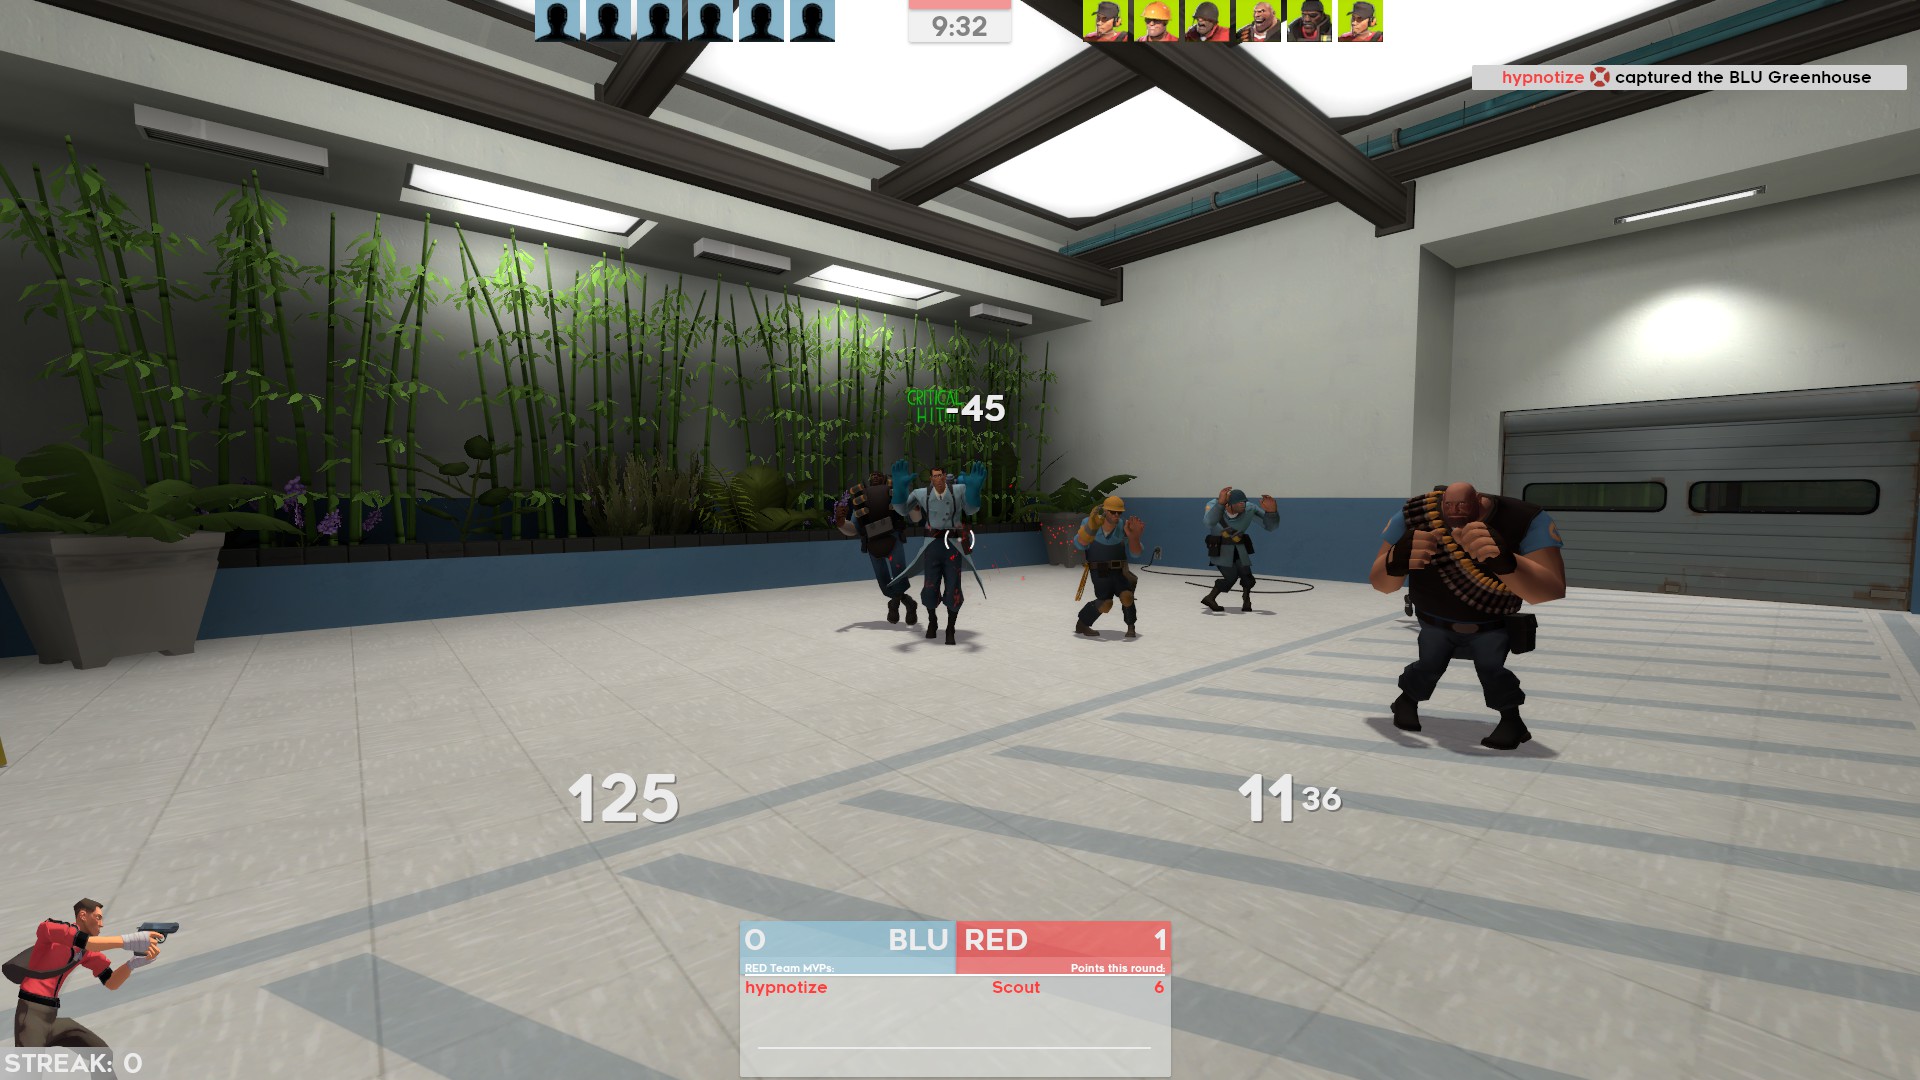 9:32
hypnotize captured the BLU Greenhouse
CRITICAL
HIT!!!
-45
125
11 36
0 BLU RED 1
RED Team MVPs: Points this round:
hypnotize Scout 6
STREAK: 0